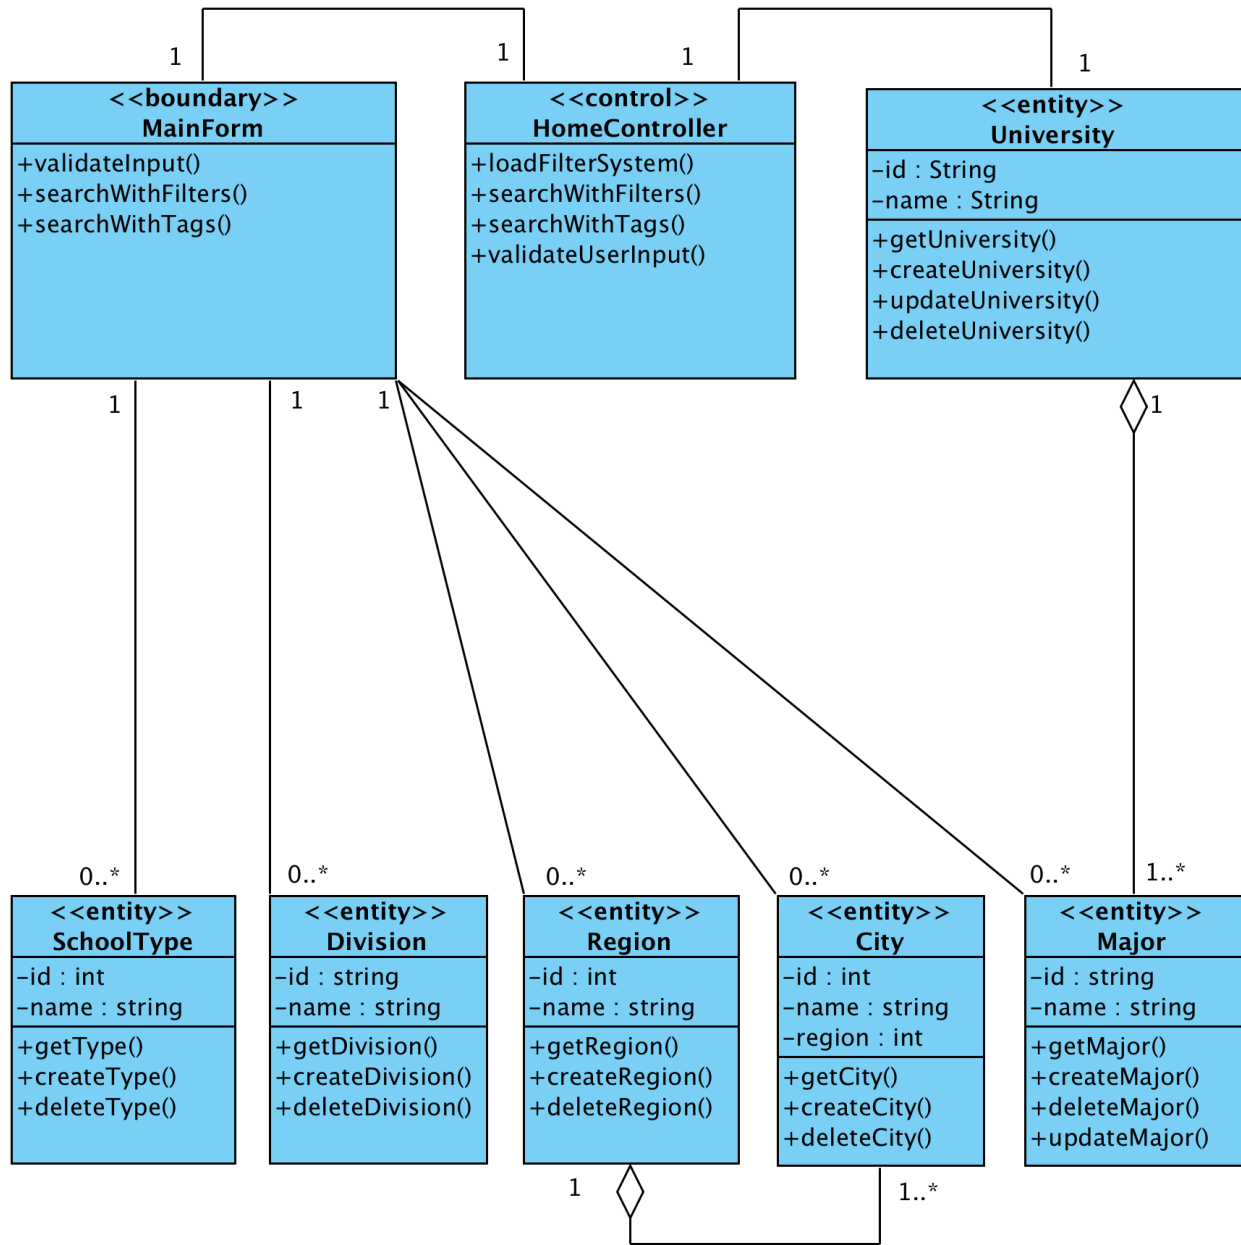 1
1
1
1
<<boundary>>
MainForm
+validateInput()
+searchWithFilters()
+searchWithTags()
<<control>>
HomeController
+loadFilterSystem()
+searchWithFilters()
+searchWithTags()
+validateUserInput()
<<entity>>
University
-id : String
-name : String
+getUniversity()
+createUniversity()
+updateUniversity()
+deleteUniversity()
1
1
1
1
0..*
0..*
0..*
0..*
0..*
1..*
<<entity>>
SchoolType
-id : int
-name : string
+getType()
+createType()
+deleteType()
<<entity>>
Division
-id : string
-name : string
+getDivision()
+createDivision()
+deleteDivision()
<<entity>>
Region
-id : int
-name : string
+getRegion()
+createRegion()
+deleteRegion()
<<entity>>
City
-id : int
-name : string
-region : int
+getCity()
+createCity()
+deleteCity()
<<entity>>
Major
-id : string
-name : string
+getMajor()
+createMajor()
+deleteMajor()
+updateMajor()
1
1..*